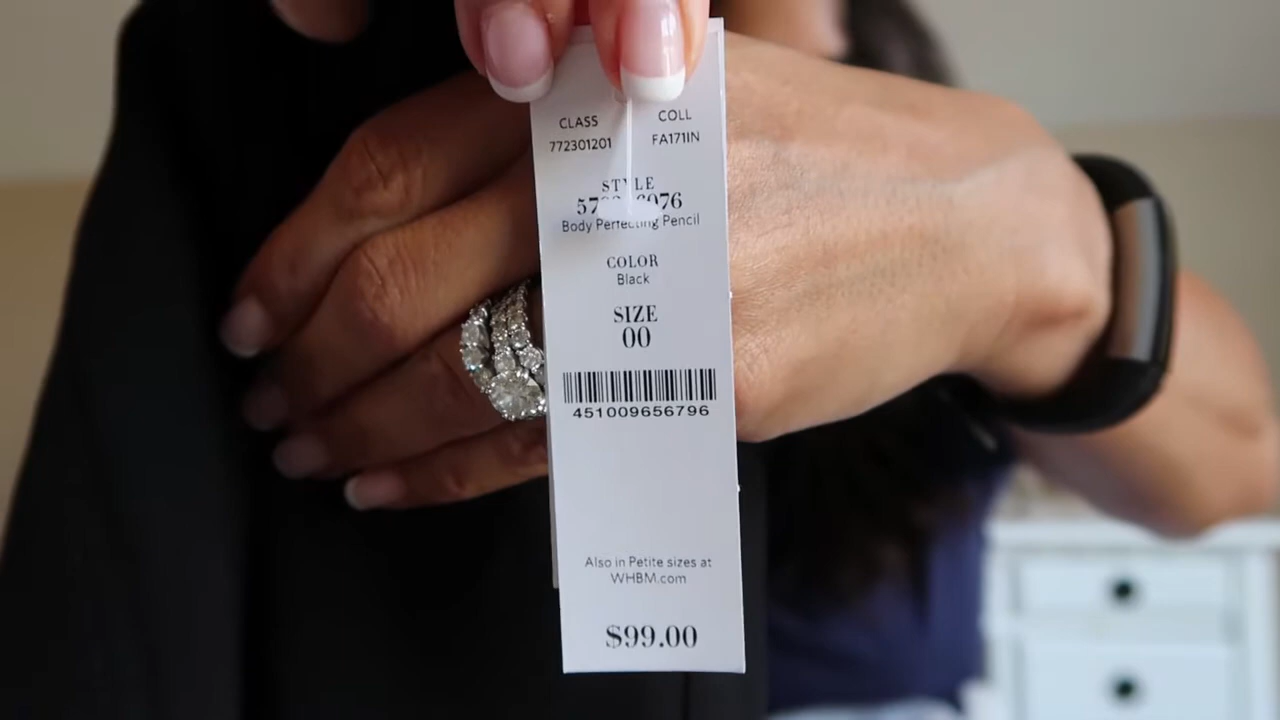 CLASS COLL
772301201 FA171IN
STYLE
Body Perfecting Pencil
COLOR
Black
SIZE
00
451009656796
Also in Petite sizes at
WHBM.com
$99.00